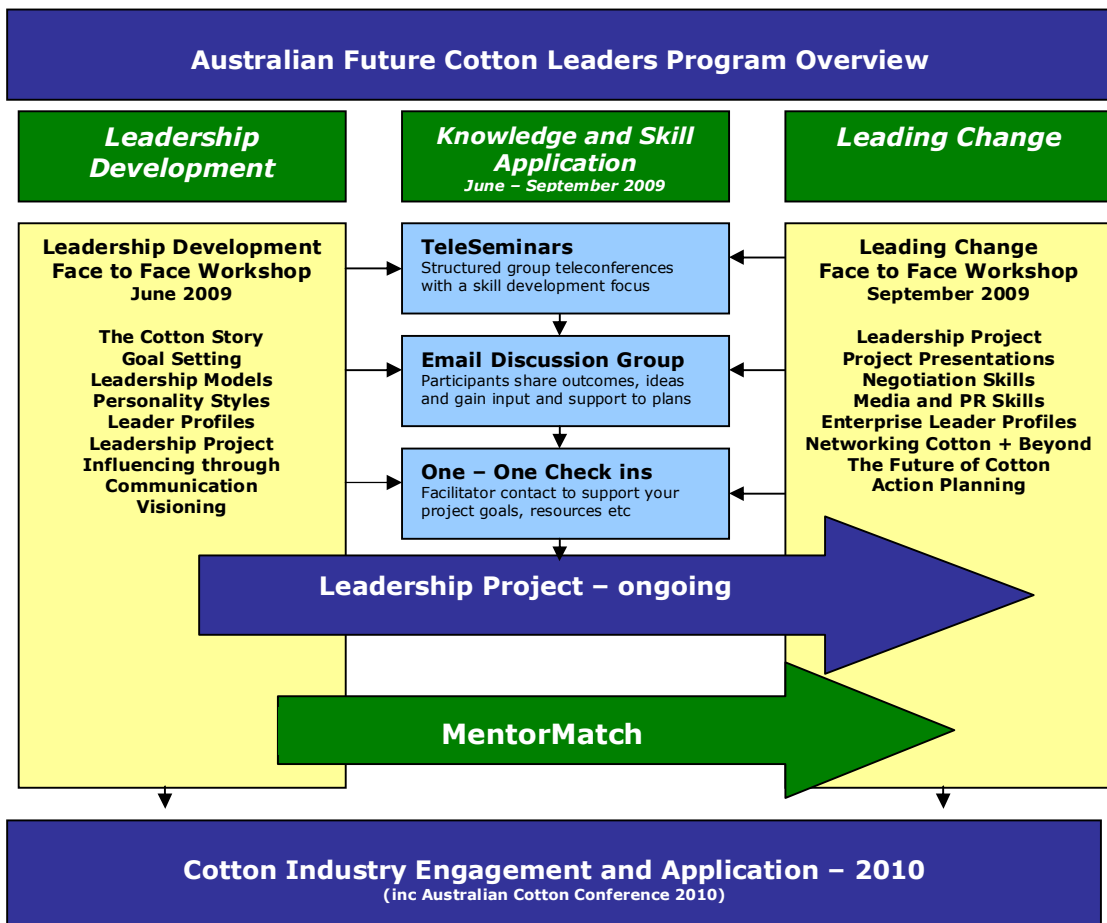 Australian Future Cotton Leaders Program Overview
Leadership
Development
Knowledge and Skill
Application
June – September 2009
Leading Change
Leadership Development
Face to Face Workshop
June 2009
The Cotton Story
Goal Setting
Leadership Models
Personality Styles
Leader Profiles
Leadership Project
Influencing through
Communication
Visioning
TeleSeminars
Structured group teleconferences
with a skill development focus
Email Discussion Group
Participants share outcomes, ideas
and gain input and support to plans
One – One Check ins
Facilitator contact to support your
project goals, resources etc
Leading Change
Face to Face Workshop
September 2009
Leadership Project
Project Presentations
Negotiation Skills
Media and PR Skills
Enterprise Leader Profiles
Networking Cotton + Beyond
The Future of Cotton
Action Planning
Leadership Project – ongoing
MentorMatch
Cotton Industry Engagement and Application – 2010
(inc Australian Cotton Conference 2010)